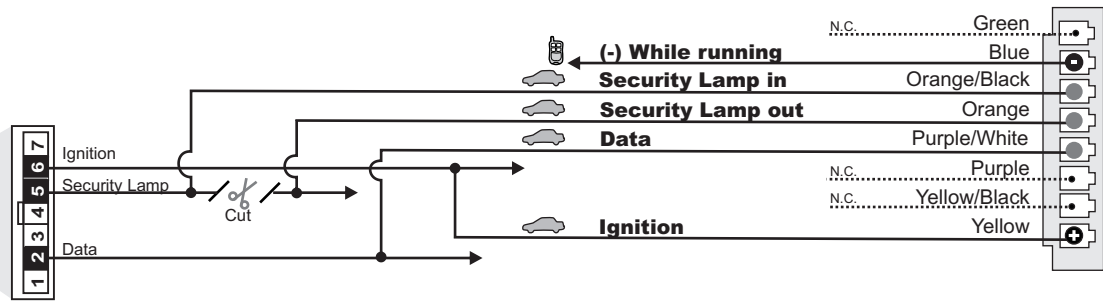 N.C. Green
(-) While running Blue
Security Lamp in Orange/Black
Security Lamp out Orange
Data Purple/White
N.C. Purple
N.C. Yellow/Black
Ignition Yellow
7
6 Ignition
5 Security Lamp
Cut
4
3
2 Data
1